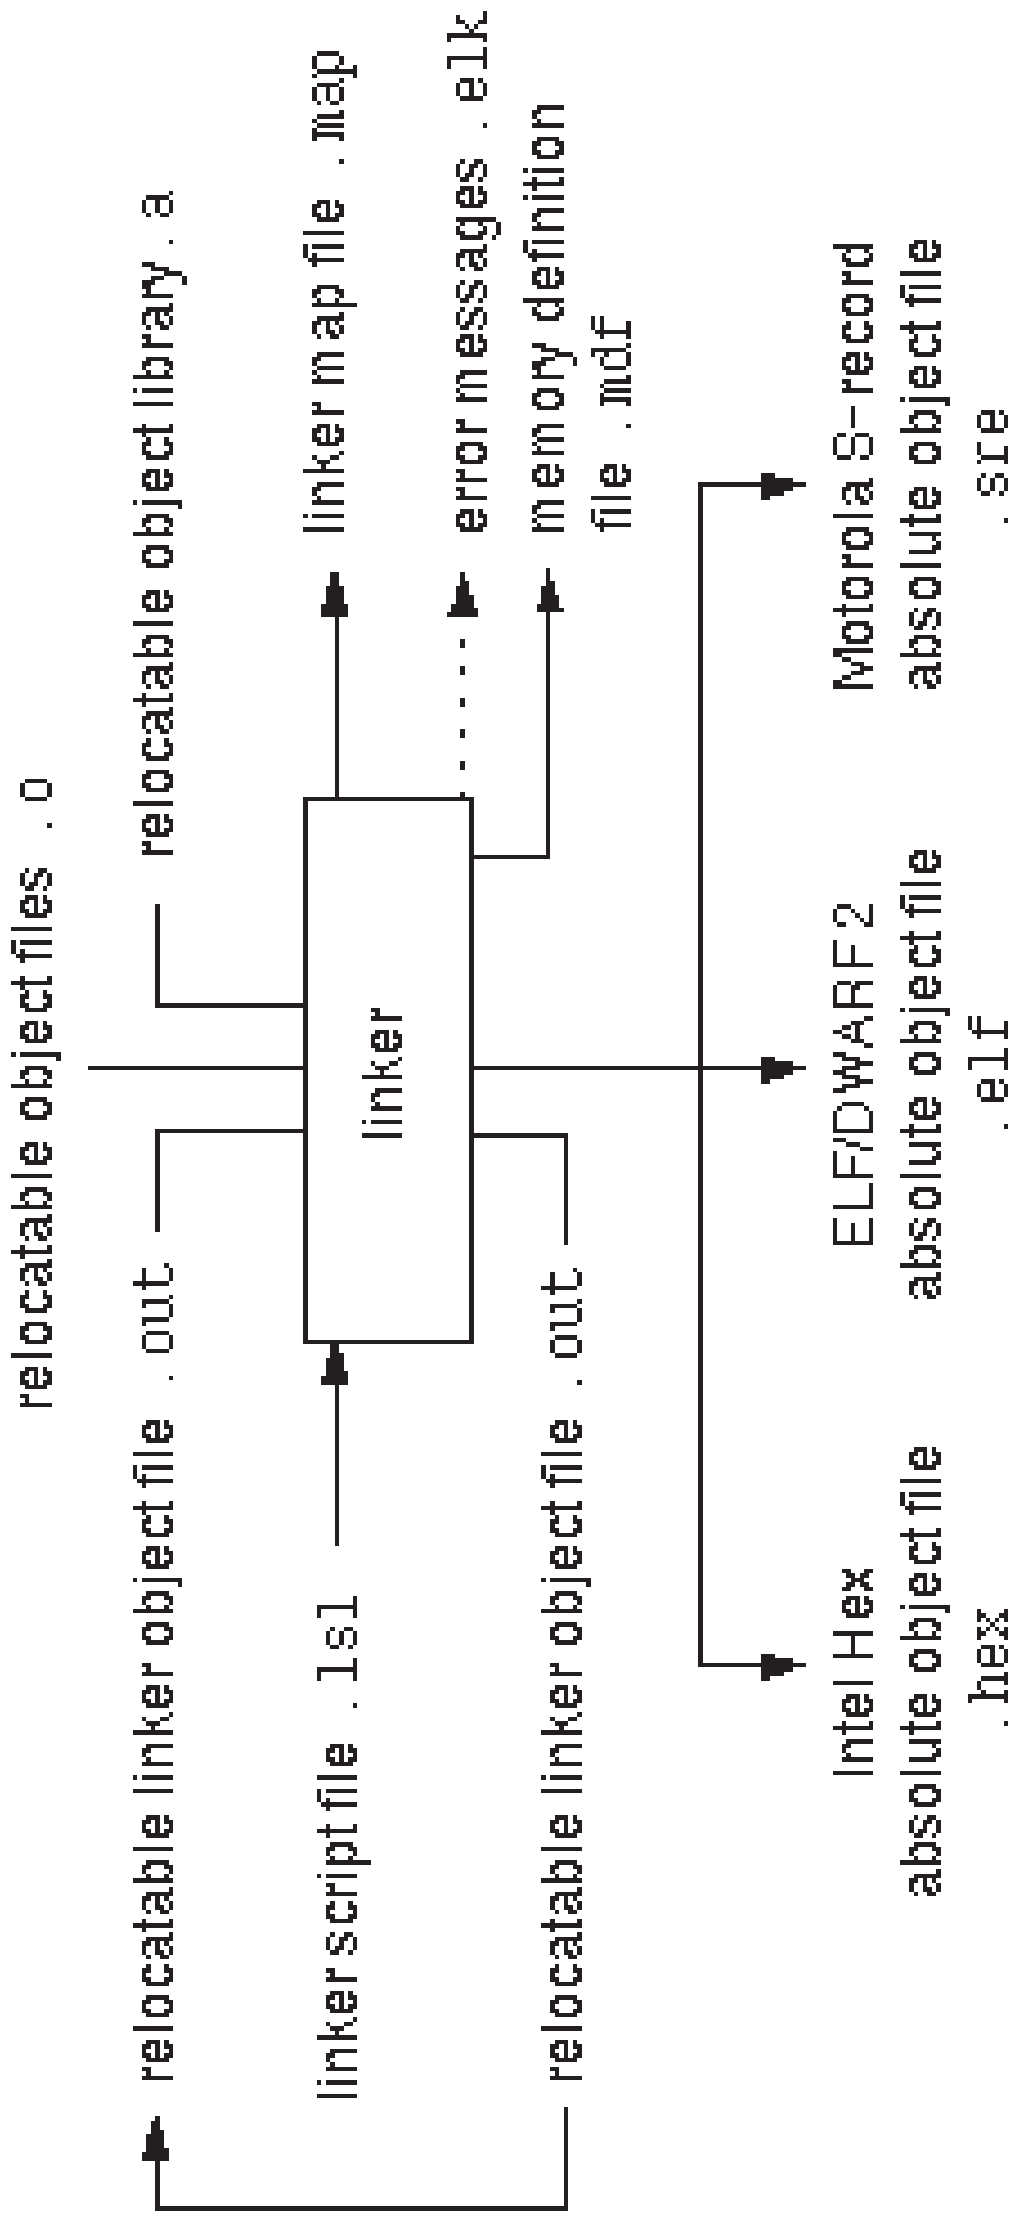 relocatable object files .o
relocatable linker object file .out
relocatable object library .a
linker script file .lsl
linker
linker map file .map
error messages .elk
relocatable linker object file .out
memory definition
file .mdf
Intel Hex
absolute object file
.hex
ELF/DWARF 2
absolute object file
.elf
Motorola S-record
absolute object file
.sre